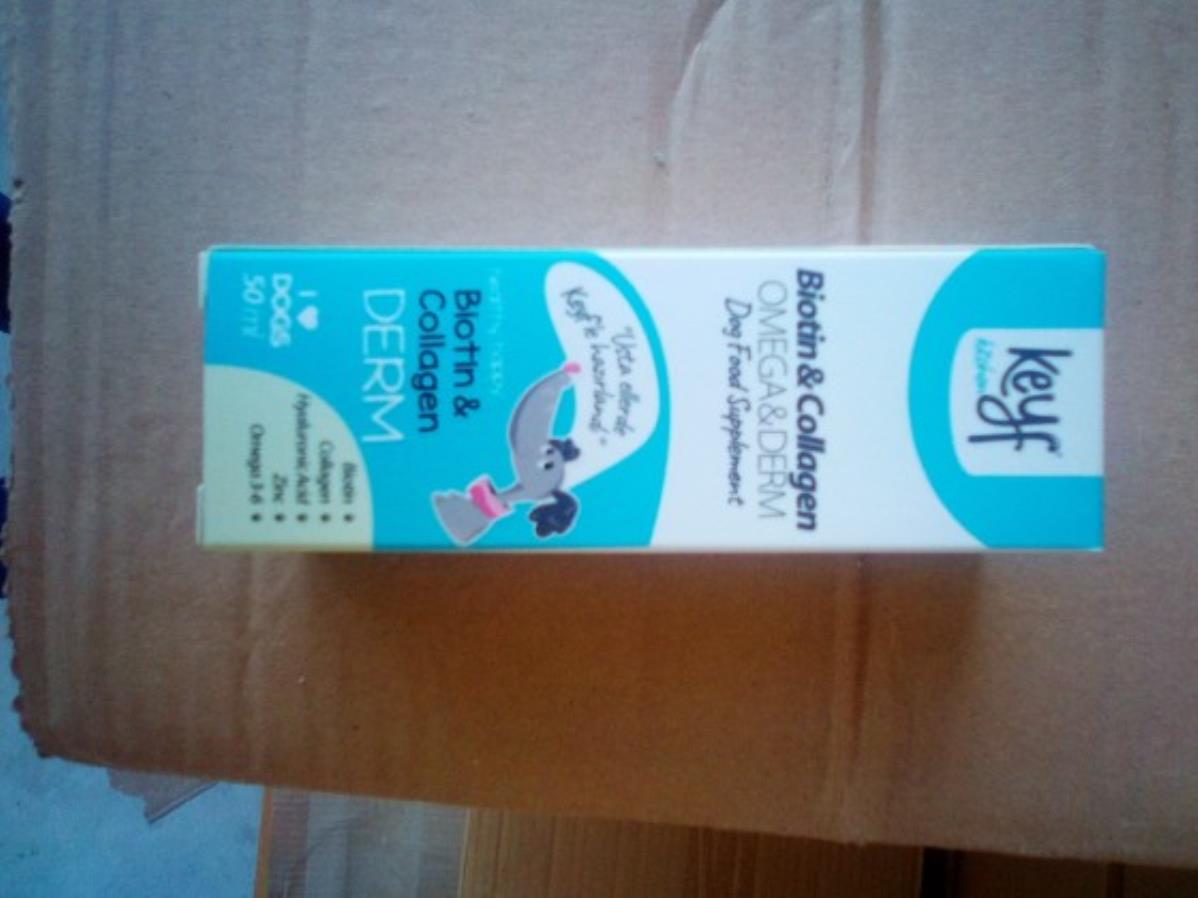 keyf
Biotin & Collagen
OMEGA & DERM
Dog Food Supplement
"Usta ellerde
Keyf'le hazırlandı"
Biotin &
Collagen
DERM
Biotin
Collagen
Hyaluronic Acid
Zinc
Omega 3-6
I ♥
DOGS
50 ml